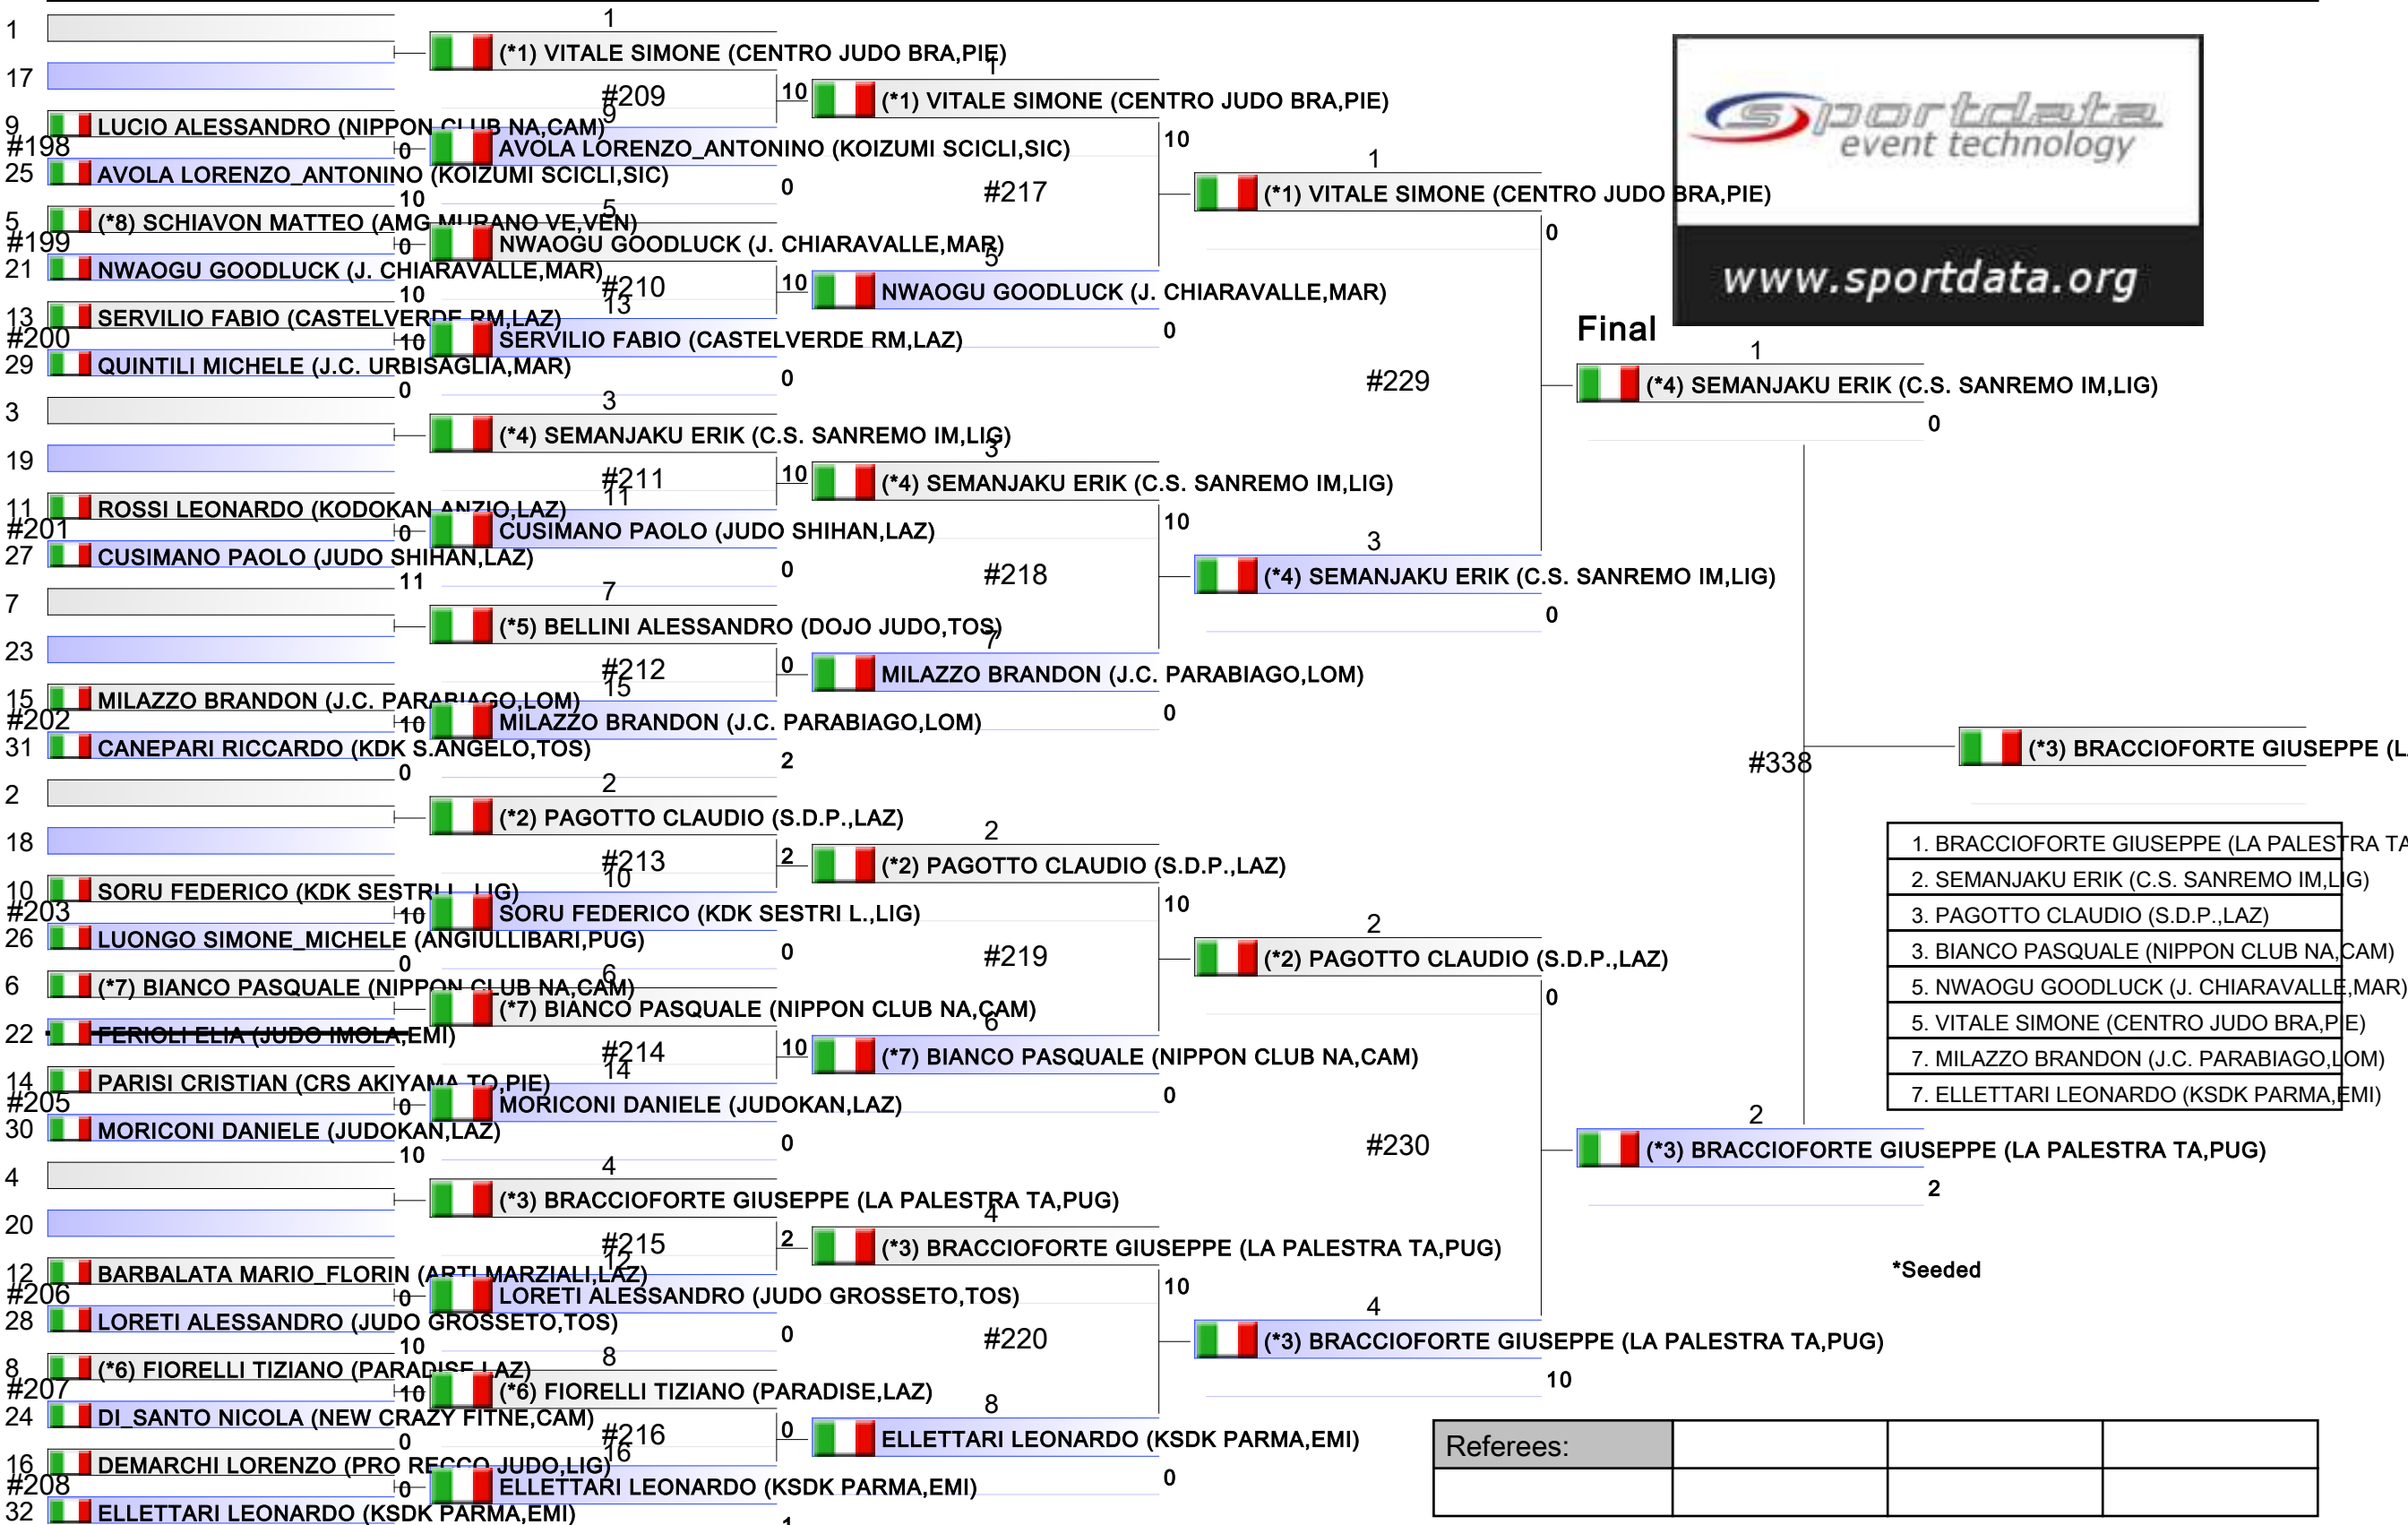 1
17
9
#198
25
5
#199
21
13
#200
29
3
19
11
#201
27
7
23
15
#202
31
2
18
10
#203
26
6
22
14
#205
30
4
20
12
#206
28
8
#207
24
16
#208
32
LUCIO ALESSANDRO (NIPPON CLUB NA,CAM)
0
AVOLA LORENZO_ANTONINO (KOIZUMI SCICLI,SIC)
10
(*8) SCHIAVON MATTEO (AMG MURANO VE,VEN)
0
NWAOGU GOODLUCK (J. CHIARAVALLE,MAR)
10
SERVILIO FABIO (CASTELVERDE RM,LAZ)
10
QUINTILI MICHELE (J.C. URBISAGLIA,MAR)
0
ROSSI LEONARDO (KODOKAN ANZIO,LAZ)
0
CUSIMANO PAOLO (JUDO SHIHAN,LAZ)
11
MILAZZO BRANDON (J.C. PARABIAGO,LOM)
10
CANEPARI RICCARDO (KDK S.ANGELO,TOS)
0
SORU FEDERICO (KDK SESTRI L.,LIG)
10
LUONGO SIMONE_MICHELE (ANGIULLIBARI,PUG)
0
(*7) BIANCO PASQUALE (NIPPON CLUB NA,CAM)
FERIOLI ELIA (JUDO IMOLA,EMI)
PARISI CRISTIAN (CRS AKIYAMA TO,PIE)
0
MORICONI DANIELE (JUDOKAN,LAZ)
10
BARBALATA MARIO_FLORIN (ARTI MARZIALI,LAZ)
0
LORETI ALESSANDRO (JUDO GROSSETO,TOS)
10
(*6) FIORELLI TIZIANO (PARADISE,LAZ)
10
DI_SANTO NICOLA (NEW CRAZY FITNE,CAM)
0
DEMARCHI LORENZO (PRO RECCO JUDO,LIG)
0
ELLETTARI LEONARDO (KSDK PARMA,EMI)
1
(*1) VITALE SIMONE (CENTRO JUDO BRA,PIE)
#209
10
9
AVOLA LORENZO_ANTONINO (KOIZUMI SCICLI,SIC)
0
5
NWAOGU GOODLUCK (J. CHIARAVALLE,MAR)
#210
10
13
SERVILIO FABIO (CASTELVERDE RM,LAZ)
0
3
(*4) SEMANJAKU ERIK (C.S. SANREMO IM,LIG)
#211
10
11
CUSIMANO PAOLO (JUDO SHIHAN,LAZ)
0
7
(*5) BELLINI ALESSANDRO (DOJO JUDO,TOS)
#212
0
15
MILAZZO BRANDON (J.C. PARABIAGO,LOM)
2
2
(*2) PAGOTTO CLAUDIO (S.D.P.,LAZ)
#213
2
10
SORU FEDERICO (KDK SESTRI L.,LIG)
0
6
(*7) BIANCO PASQUALE (NIPPON CLUB NA,CAM)
#214
10
14
MORICONI DANIELE (JUDOKAN,LAZ)
0
4
(*3) BRACCIOFORTE GIUSEPPE (LA PALESTRA TA,PUG)
#215
2
12
LORETI ALESSANDRO (JUDO GROSSETO,TOS)
0
8
(*6) FIORELLI TIZIANO (PARADISE,LAZ)
#216
0
16
ELLETTARI LEONARDO (KSDK PARMA,EMI)
1
1
(*1) VITALE SIMONE (CENTRO JUDO BRA,PIE)
10
#217
5
NWAOGU GOODLUCK (J. CHIARAVALLE,MAR)
0
3
(*4) SEMANJAKU ERIK (C.S. SANREMO IM,LIG)
10
#218
7
MILAZZO BRANDON (J.C. PARABIAGO,LOM)
0
2
(*2) PAGOTTO CLAUDIO (S.D.P.,LAZ)
10
#219
6
(*7) BIANCO PASQUALE (NIPPON CLUB NA,CAM)
0
4
(*3) BRACCIOFORTE GIUSEPPE (LA PALESTRA TA,PUG)
10
#220
8
ELLETTARI LEONARDO (KSDK PARMA,EMI)
0
1
(*1) VITALE SIMONE (CENTRO JUDO BRA,PIE)
0
#229
3
(*4) SEMANJAKU ERIK (C.S. SANREMO IM,LIG)
0
2
(*2) PAGOTTO CLAUDIO (S.D.P.,LAZ)
0
#230
4
(*3) BRACCIOFORTE GIUSEPPE (LA PALESTRA TA,PUG)
10
sportdata
event technology
www.sportdata.org
Final
1
(*4) SEMANJAKU ERIK (C.S. SANREMO IM,LIG)
0
#338
2
(*3) BRACCIOFORTE GIUSEPPE (LA PALESTRA TA,PUG)
2
(*3) BRACCIOFORTE GIUSEPPE (L
1. BRACCIOFORTE GIUSEPPE (LA PALESTRA TA
2. SEMANJAKU ERIK (C.S. SANREMO IM,LIG)
3. PAGOTTO CLAUDIO (S.D.P.,LAZ)
3. BIANCO PASQUALE (NIPPON CLUB NA,CAM)
5. NWAOGU GOODLUCK (J. CHIARAVALLE,MAR)
5. VITALE SIMONE (CENTRO JUDO BRA,PIE)
7. MILAZZO BRANDON (J.C. PARABIAGO,LOM)
7. ELLETTARI LEONARDO (KSDK PARMA,EMI)
*Seeded
Referees: